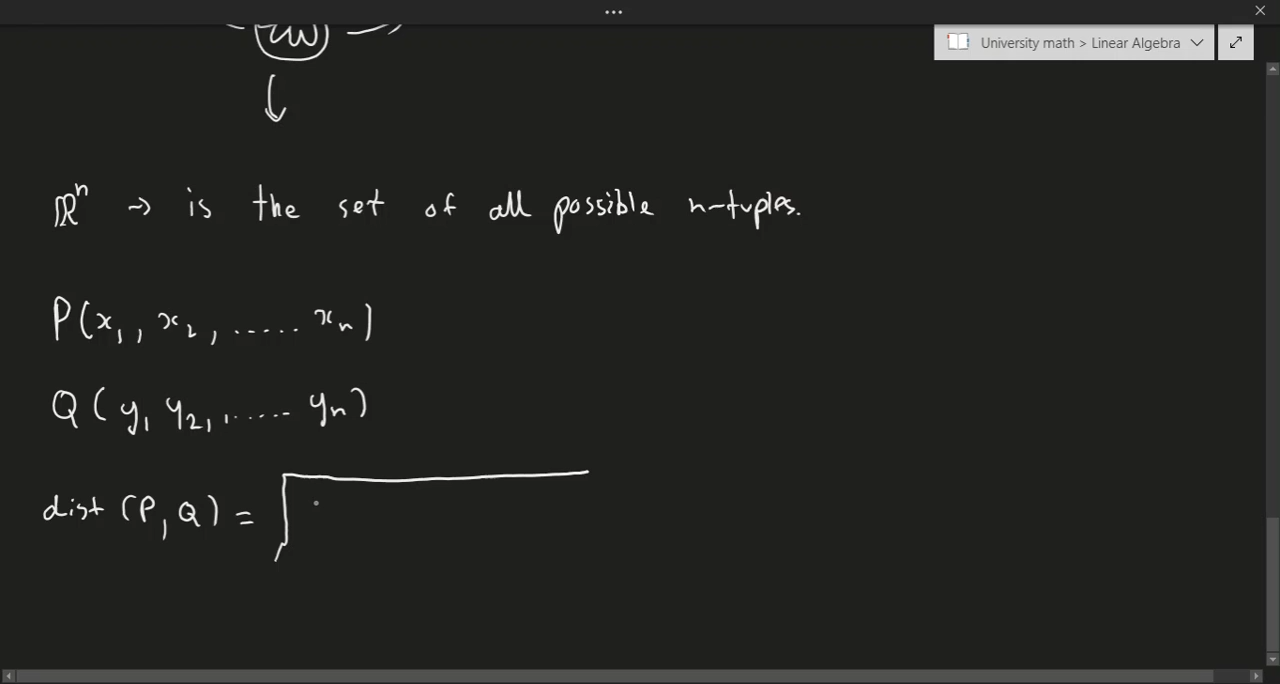 University math > Linear Algebra
ℝⁿ → is the set of all possible n-tuples.
P(x₁, x₂, ..... xₙ)
Q(y₁ y₂, ...... yₙ)
dist (P, Q) = √